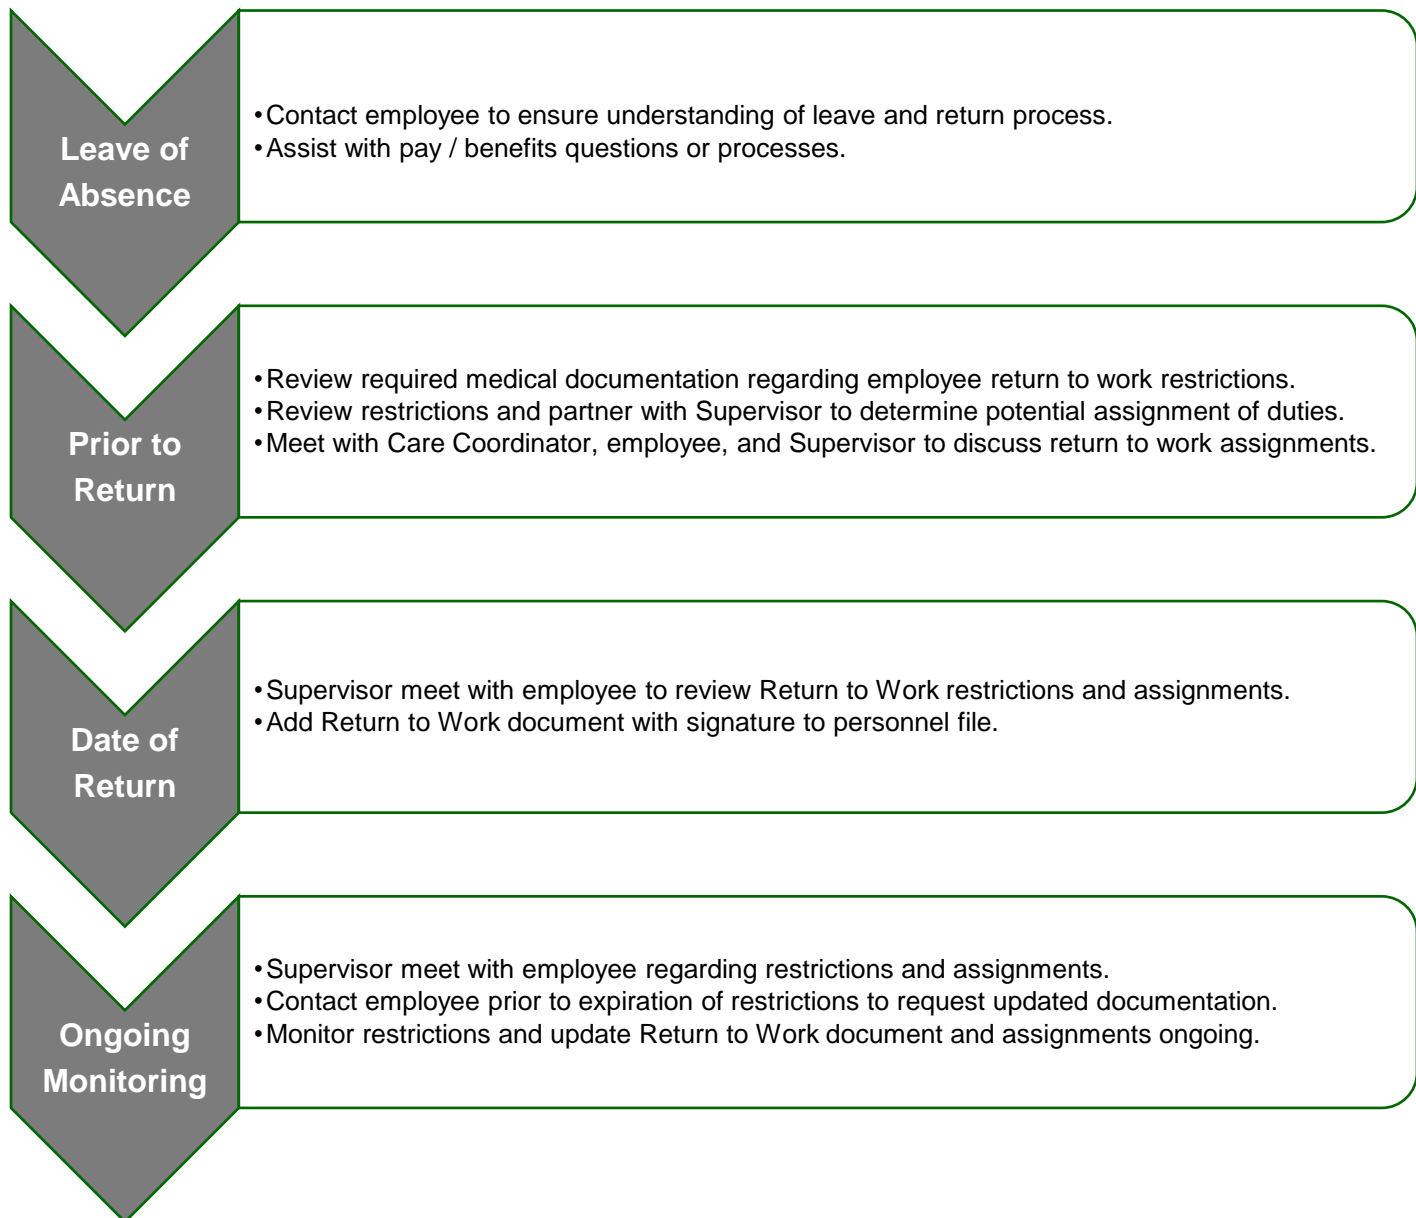 Leave of
Absence
•Contact employee to ensure understanding of leave and return process.
•Assist with pay / benefits questions or processes.
Prior to
Return
•Review required medical documentation regarding employee return to work restrictions.
•Review restrictions and partner with Supervisor to determine potential assignment of duties.
•Meet with Care Coordinator, employee, and Supervisor to discuss return to work assignments.
Date of
Return
•Supervisor meet with employee to review Return to Work restrictions and assignments.
•Add Return to Work document with signature to personnel file.
Ongoing
Monitoring
•Supervisor meet with employee regarding restrictions and assignments.
•Contact employee prior to expiration of restrictions to request updated documentation.
•Monitor restrictions and update Return to Work document and assignments ongoing.